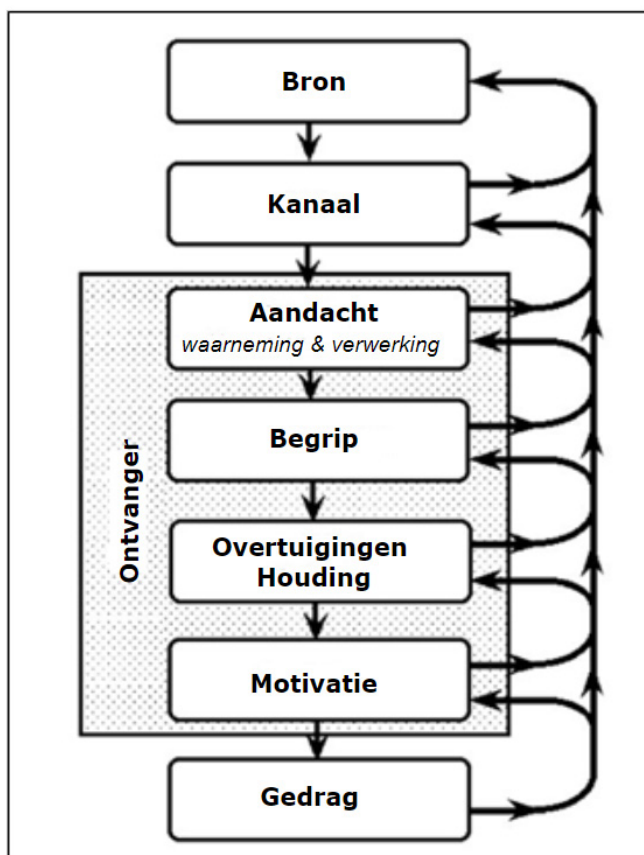 Bron
Kanaal
Ontvanger
Aandacht
waarneming & verwerking
Begrip
Overtuigingen
Houding
Motivatie
Gedrag